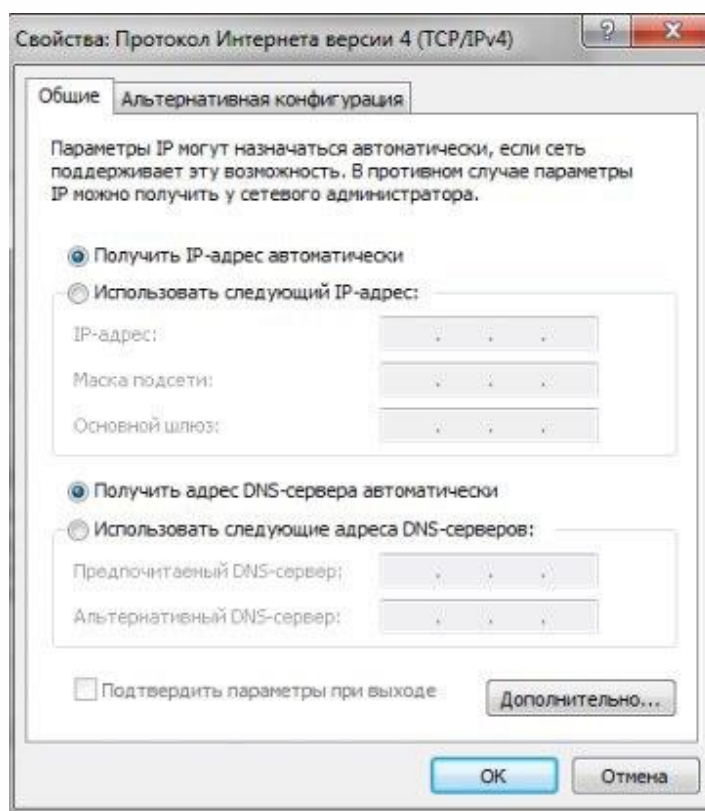 Свойства: Протокол Интернета версии 4 (TCP/IPv4)
Общие
Альтернативная конфигурация
Параметры IP могут назначаться автоматически, если сеть
поддерживает эту возможность. В противном случае параметры
IP можно получить у сетевого администратора.
Получить IP-адрес автоматически
Использовать следующий IP-адрес:
IP-адрес:
Маска подсети:
Основной шлюз:
Получить адрес DNS-сервера автоматически
Использовать следующие адреса DNS-серверов:
Предпочитаемый DNS-сервер:
Альтернативный DNS-сервер:
Подтвердить параметры при выходе
Дополнительно...
ОК
Отмена